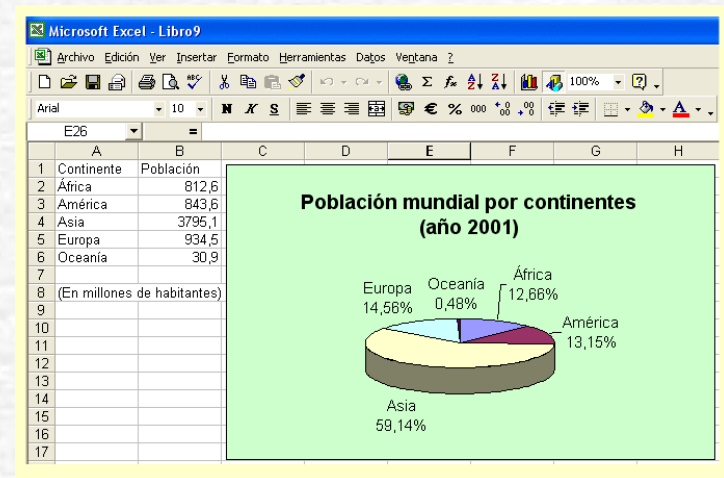 Microsoft Excel - Libro9
Archivo Edición Ver Insertar Formato Herramientas Datos Ventana ?
100%
Arial 10 N K S € % 000
E26 =
A B C D E F G H
1 Continente Población
2 África 812,6
3 América 843,6
4 Asia 3795,1
5 Europa 934,5
6 Oceanía 30,9
7
8 (En millones de habitantes)
9
10
11
12
13
14
15
16
17
Población mundial por continentes
(año 2001)
Europa
14,56%
Oceanía
0,48%
África
12,66%
América
13,15%
Asia
59,14%